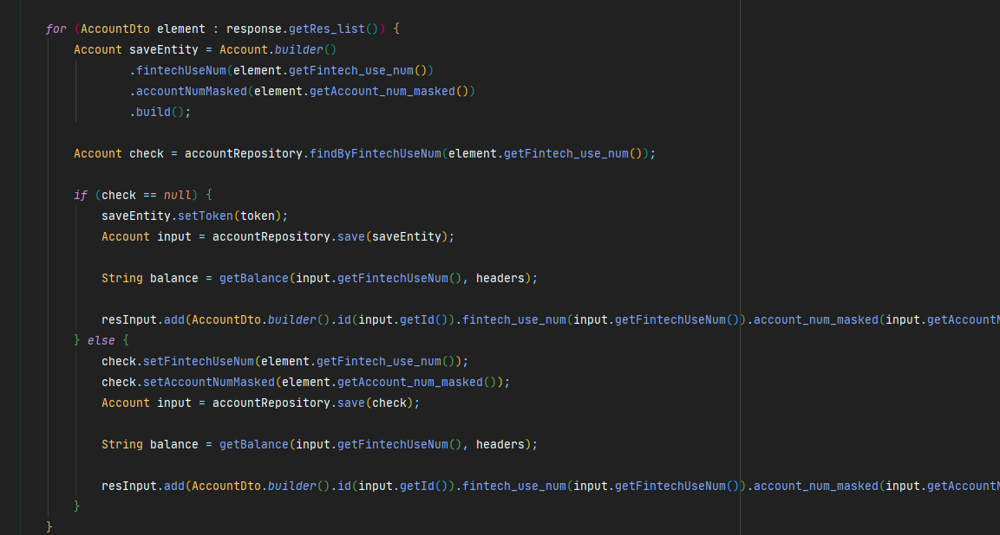 for (AccountDto element : response.getRes_list()) {
Account saveEntity = Account.builder()
.fintechUseNum(element.getFintech_use_num())
.accountNumMasked(element.getAccount_num_masked())
.build();
Account check = accountRepository.findByFintechUseNum(element.getFintech_use_num());
if (check == null) {
saveEntity.setToken(token);
Account input = accountRepository.save(saveEntity);
String balance = getBalance(input.getFintechUseNum(), headers);
resInput.add(AccountDto.builder().id(input.getId()).fintech_use_num(input.getFintechUseNum()).account_num_masked(input.getAccountN
} else {
check.setFintechUseNum(element.getFintech_use_num());
check.setAccountNumMasked(element.getAccount_num_masked());
Account input = accountRepository.save(check);
String balance = getBalance(input.getFintechUseNum(), headers);
resInput.add(AccountDto.builder().id(input.getId()).fintech_use_num(input.getFintechUseNum()).account_num_masked(input.getAccountN
}
}